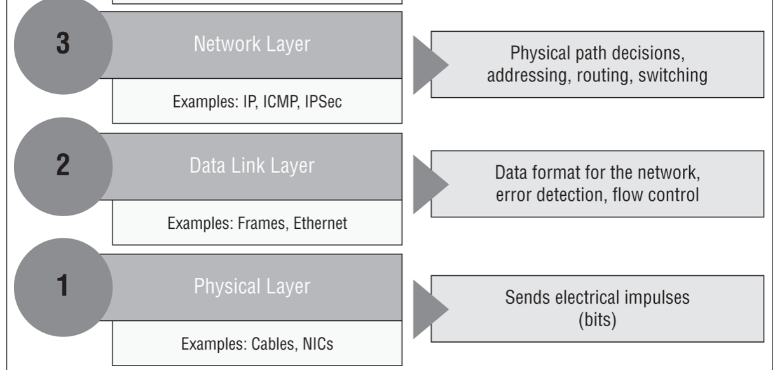 3
Network Layer
Examples: IP, ICMP, IPSec
Physical path decisions,
addressing, routing, switching
2
Data Link Layer
Examples: Frames, Ethernet
Data format for the network,
error detection, flow control
1
Physical Layer
Examples: Cables, NICs
Sends electrical impulses
(bits)